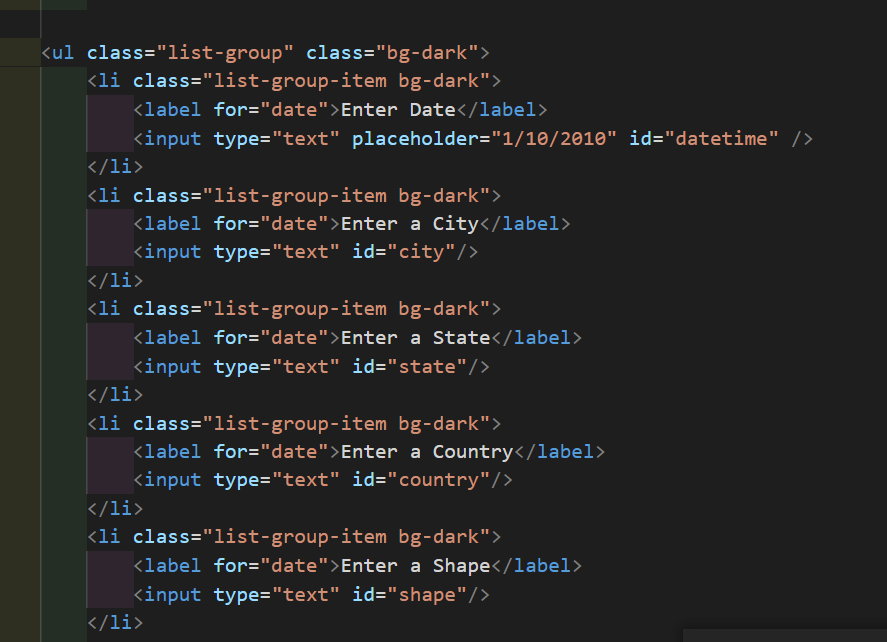 <ul class="list-group" class="bg-dark">
<li class="list-group-item bg-dark">
<label for="date">Enter Date</label>
<input type="text" placeholder="1/10/2010" id="datetime" />
</li>
<li class="list-group-item bg-dark">
<label for="date">Enter a City</label>
<input type="text" id="city"/>
</li>
<li class="list-group-item bg-dark">
<label for="date">Enter a State</label>
<input type="text" id="state"/>
</li>
<li class="list-group-item bg-dark">
<label for="date">Enter a Country</label>
<input type="text" id="country"/>
</li>
<li class="list-group-item bg-dark">
<label for="date">Enter a Shape</label>
<input type="text" id="shape"/>
</li>